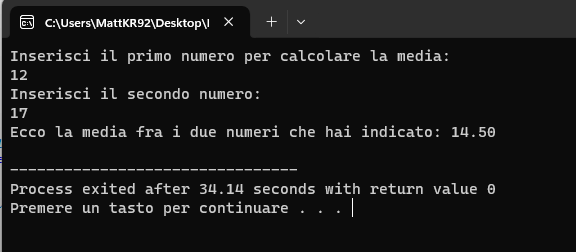 C:\Users\MattKR92\Desktop\I
Inserisci il primo numero per calcolare la media:
12
Inserisci il secondo numero:
17
Ecco la media fra i due numeri che hai indicato: 14.50
--------------------------------
Process exited after 34.14 seconds with return value 0
Premere un tasto per continuare . . .